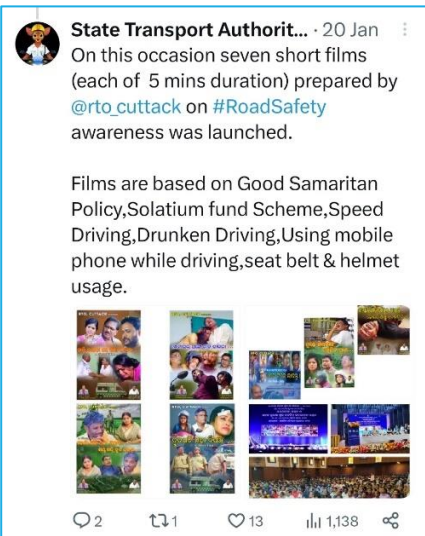 State Transport Authorit... · 20 Jan
On this occasion seven short films
(each of 5 mins duration) prepared by
@rto_cuttack on #RoadSafety
awareness was launched.
Films are based on Good Samaritan
Policy,Solatium fund Scheme,Speed
Driving,Drunken Driving,Using mobile
phone while driving,seat belt & helmet
usage.
RTO, CUTTACK
2 1 13 1,138